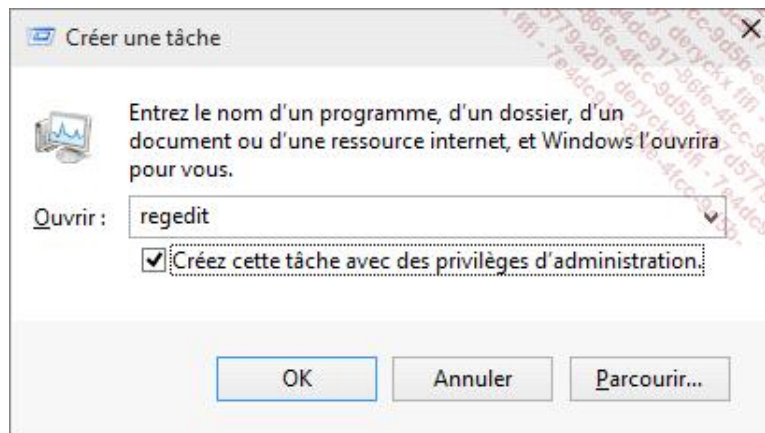 Créer une tâche
Entrez le nom d'un programme, d'un dossier, d'un
document ou d'une ressource internet, et Windows l'ouvrira
pour vous.
Ouvrir :
regedit
Créez cette tâche avec des privilèges d'administration.
OK
Annuler
Parcourir...